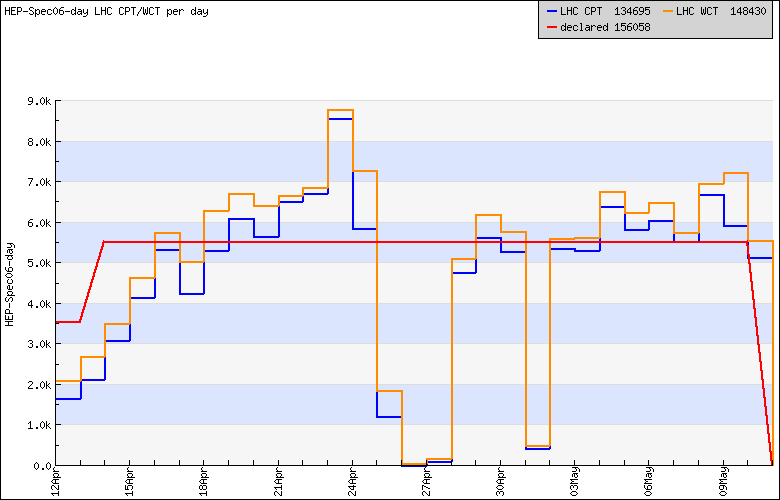 HEP-Spec06-day LHC CPT/WCT per day
LHC CPT 134695 LHC WCT 148430
declared 156058
9.0k
8.0k
7.0k
6.0k
5.0k
4.0k
3.0k
2.0k
1.0k
0.0
HEP-Spec06-day
12Apr 15Apr 18Apr 21Apr 24Apr 27Apr 30Apr 03May 06May 09May